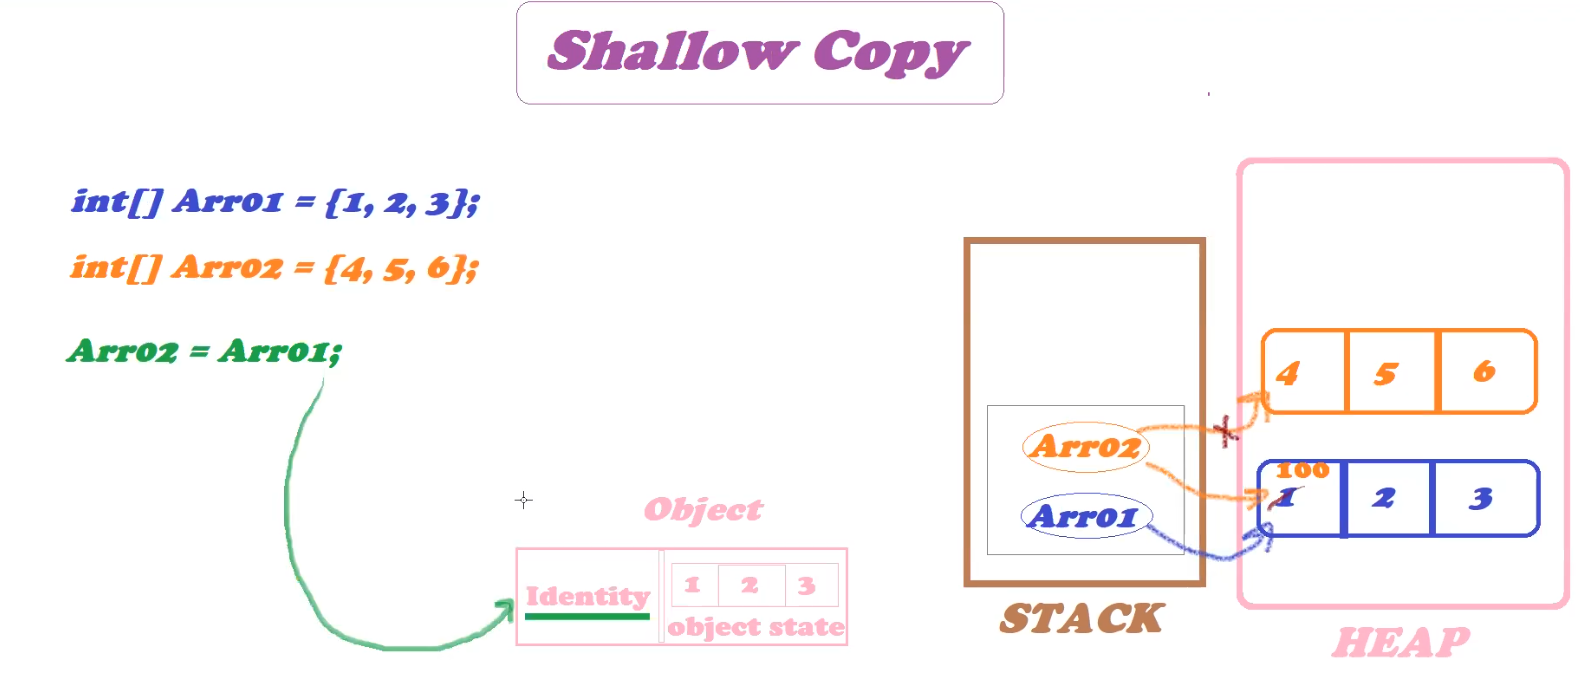 Shallow Copy
int[] Arr01 = {1, 2, 3};
int[] Arr02 = {4, 5, 6};
Arr02 = Arr01;
4 5 6
Arr02
100
1 2 3
Arr01
Object
Identity
1 2 3
object state
STACK
HEAP